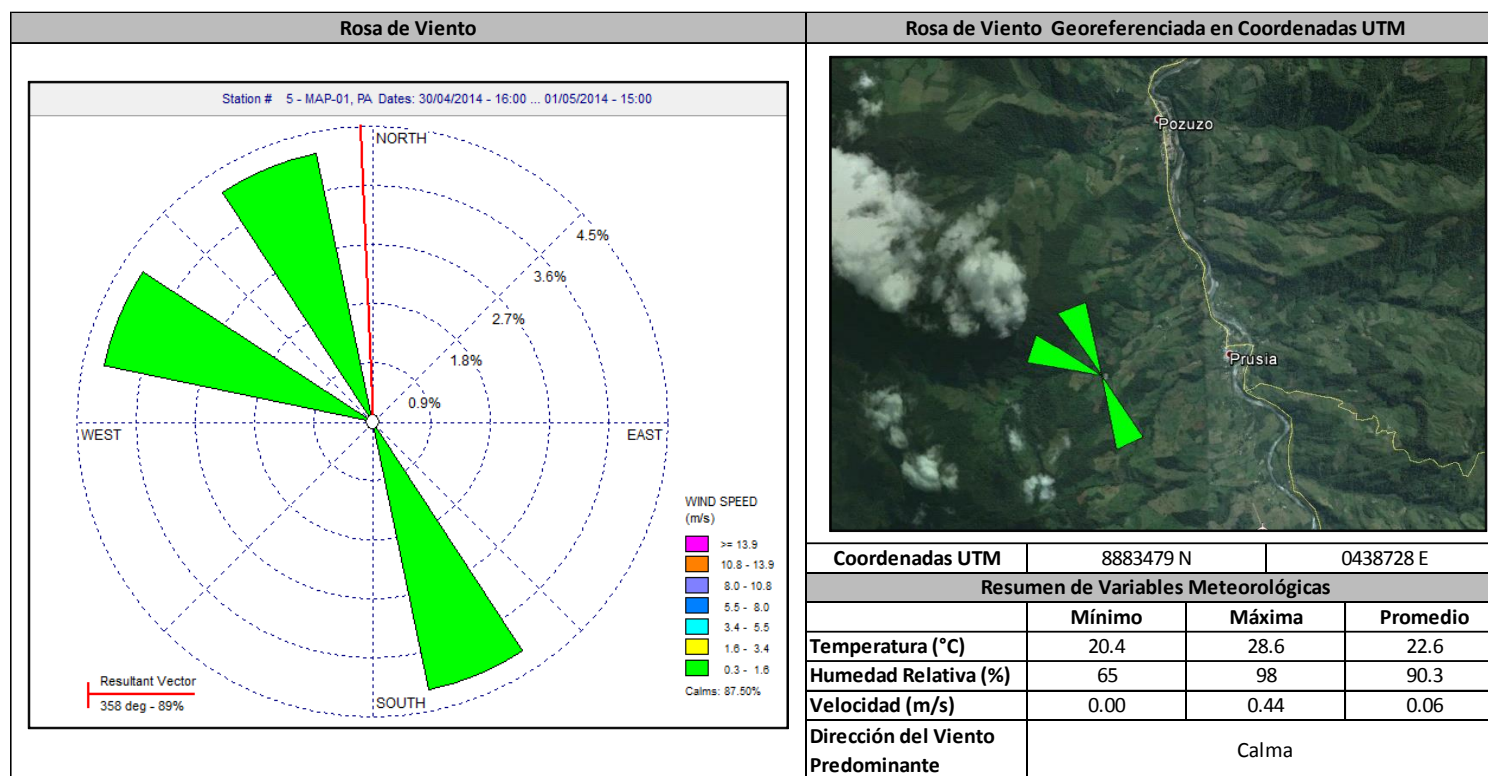 Rosa de Viento
Station # 5 - MAP-01, PA Dates: 30/04/2014 - 16:00 ... 01/05/2014 - 15:00
NORTH
4.5%
3.6%
2.7%
1.8%
0.9%
WEST
EAST
SOUTH
WIND SPEED
(m/s)
>= 13.9
10.8 - 13.9
8.0 - 10.8
5.5 - 8.0
3.4 - 5.5
1.6 - 3.4
0.3 - 1.6
Calms: 87.50%
Resultant Vector
358 deg - 89%
Rosa de Viento Georeferenciada en Coordenadas UTM
Pozuzo
Prusia
Coordenadas UTM 8883479 N 0438728 E
Resumen de Variables Meteorológicas
Mínimo Máxima Promedio
Temperatura (°C) 20.4 28.6 22.6
Humedad Relativa (%) 65 98 90.3
Velocidad (m/s) 0.00 0.44 0.06
Dirección del Viento
Predominante
Calma